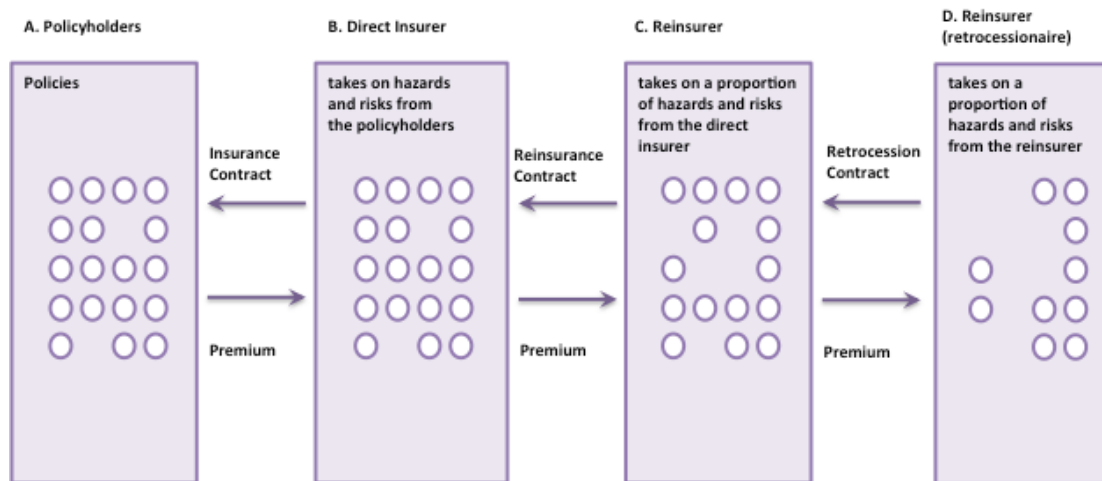 A. Policyholders
B. Direct Insurer
C. Reinsurer
D. Reinsurer
(retrocessionaire)
Policies
takes on hazards
and risks from
the policyholders
takes on a proportion
of hazards and risks
from the direct
insurer
takes on a
proportion of
hazards and risks
from the reinsurer
Insurance
Contract
Reinsurance
Contract
Retrocession
Contract
Premium
Premium
Premium